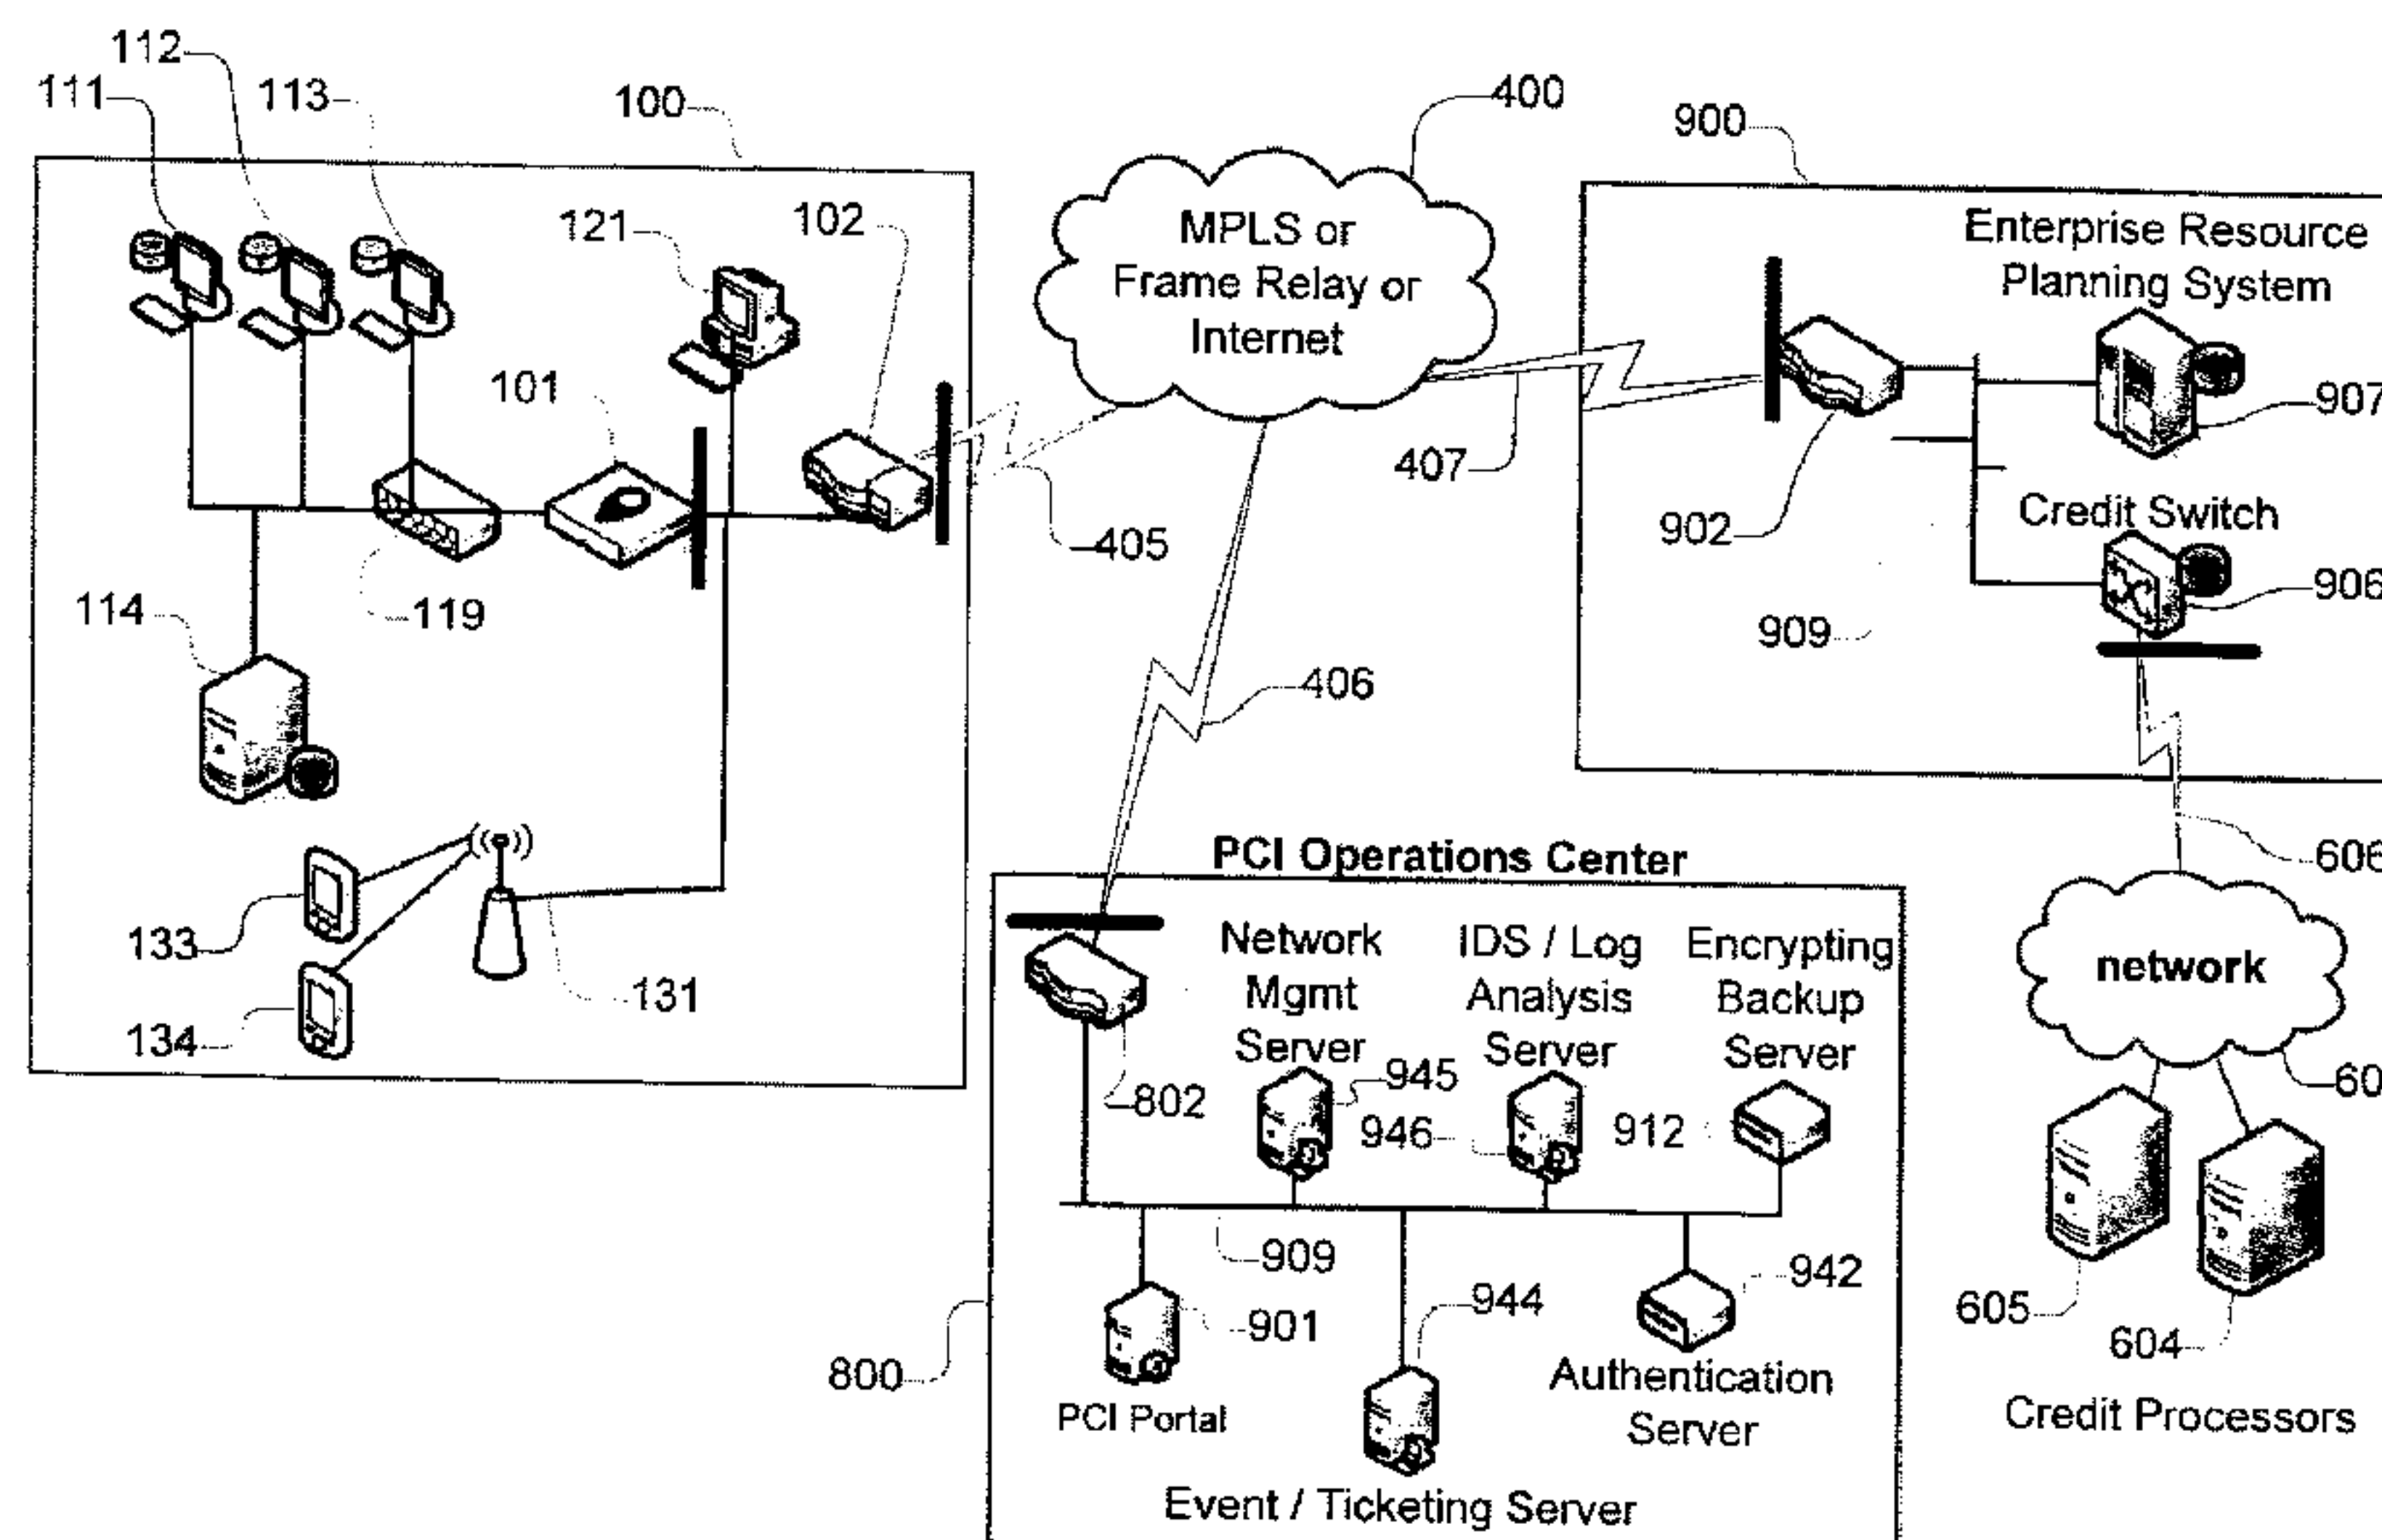 112
111
113
100
400
900
102
121
MPLS or
Frame Relay or
Internet
Enterprise Resource
Planning System
101
907
407
902
Credit Switch
405
906
114
119
909
406
606
PCI Operations Center
133
Network
Mgmt
Server
IDS / Log
Analysis
Server
Encrypting
Backup
Server
network
131
134
802
945
946
912
909
942
944
901
605
604
800
PCI Portal
Authentication
Server
Credit Processors
Event / Ticketing Server